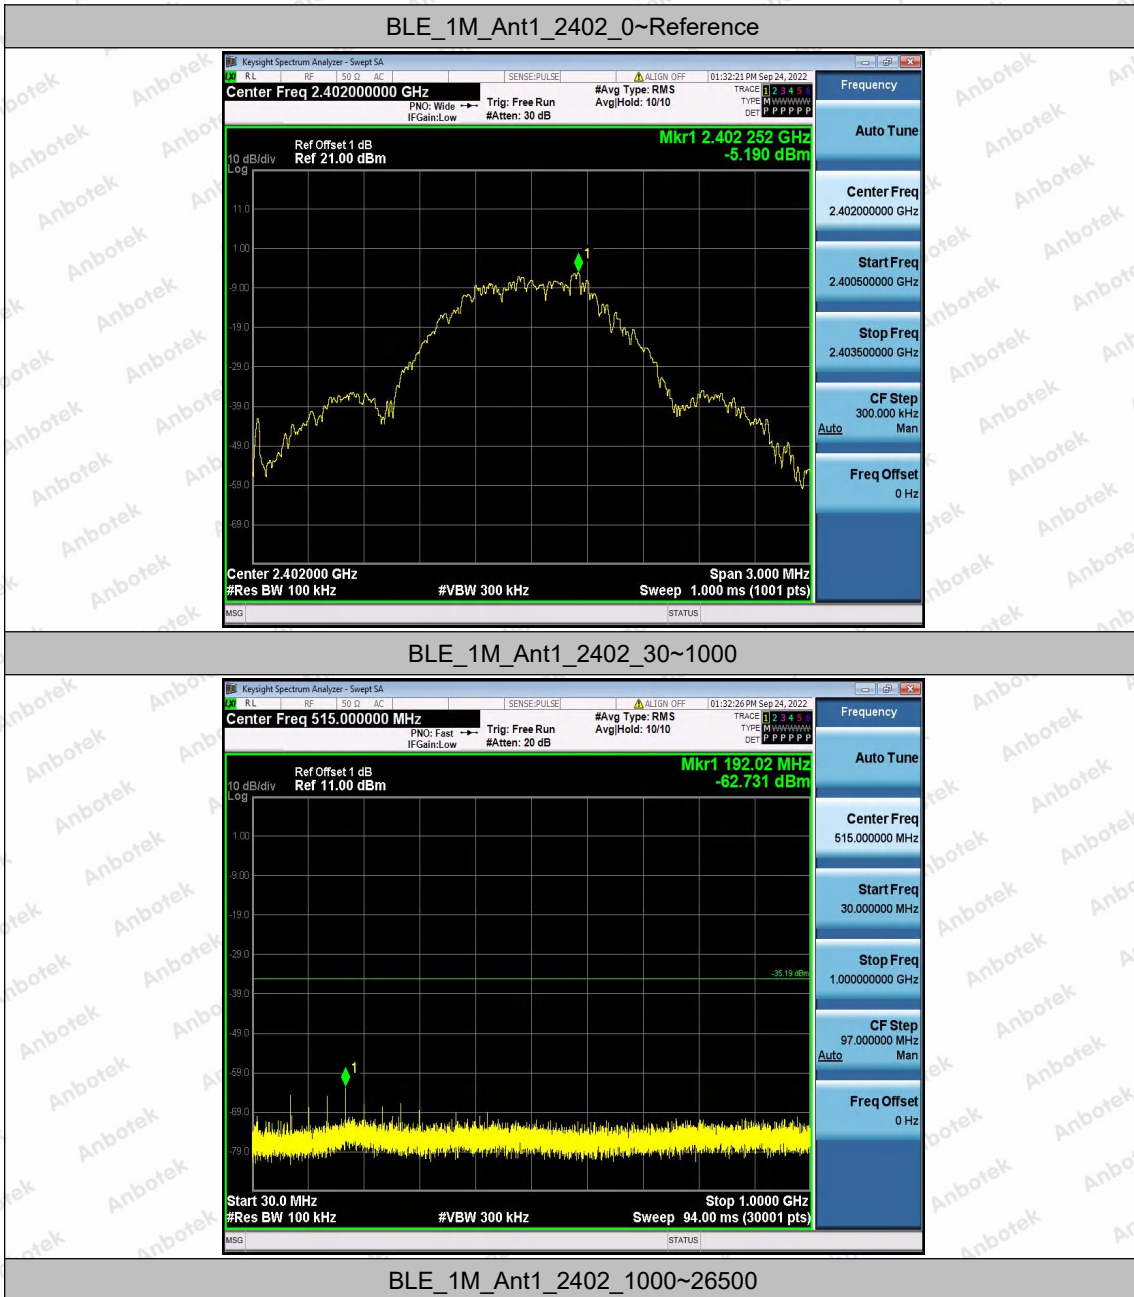 BLE_1M_Ant1_2402_0~Reference
Keysight Spectrum Analyzer - Swept SA
LXI RL RF 50 Ω AC SENSE:PULSE ALIGN OFF 01:32:21 PM Sep 24, 2022
Center Freq 2.402000000 GHz #Avg Type: RMS TRACE 1 2 3 4 5 6
PNO: Wide Trig: Free Run Avg|Hold: 10/10 TYPE M W W W W W
IFGain:Low #Atten: 30 dB DET P P P P P P
Mkr1 2.402 252 GHz
-5.190 dBm
Ref Offset 1 dB
10 dB/div Ref 21.00 dBm
Log
11.0
1.00
-9.00
-19.0
-29.0
-39.0
-49.0
-59.0
-69.0
1
Center 2.402000 GHz Span 3.000 MHz
#Res BW 100 kHz #VBW 300 kHz Sweep 1.000 ms (1001 pts)
MSG STATUS
Frequency
Auto Tune
Center Freq
2.402000000 GHz
Start Freq
2.400500000 GHz
Stop Freq
2.403500000 GHz
CF Step
300.000 kHz
Auto Man
Freq Offset
0 Hz
BLE_1M_Ant1_2402_30~1000
Keysight Spectrum Analyzer - Swept SA
LXI RL RF 50 Ω AC SENSE:PULSE ALIGN OFF 01:32:26 PM Sep 24, 2022
Center Freq 515.000000 MHz #Avg Type: RMS TRACE 1 2 3 4 5 6
PNO: Fast Trig: Free Run Avg|Hold: 10/10 TYPE M W W W W W
IFGain:Low #Atten: 20 dB DET P P P P P P
Mkr1 192.02 MHz
-62.731 dBm
Ref Offset 1 dB
10 dB/div Ref 11.00 dBm
Log
1.00
-9.00
-19.0
-29.0
-39.0
-49.0
-59.0
-69.0
-79.0
-35.19 dBm
1
Start 30.0 MHz Stop 1.0000 GHz
#Res BW 100 kHz #VBW 300 kHz Sweep 94.00 ms (30001 pts)
MSG STATUS
Frequency
Auto Tune
Center Freq
515.000000 MHz
Start Freq
30.000000 MHz
Stop Freq
1.000000000 GHz
CF Step
97.000000 MHz
Auto Man
Freq Offset
0 Hz
BLE_1M_Ant1_2402_1000~26500
Anbotek